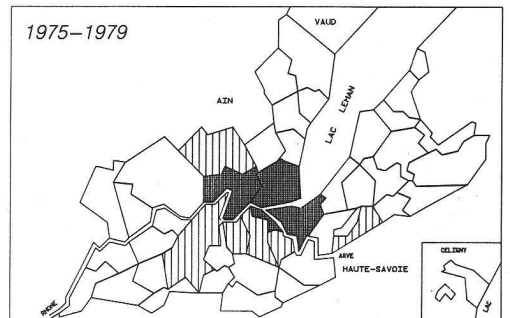 1975–1979
VAUD
AIN
LAC LEMAN
ARVE
HAUTE-SAVOIE
CELIGNY
RHONE
LAC